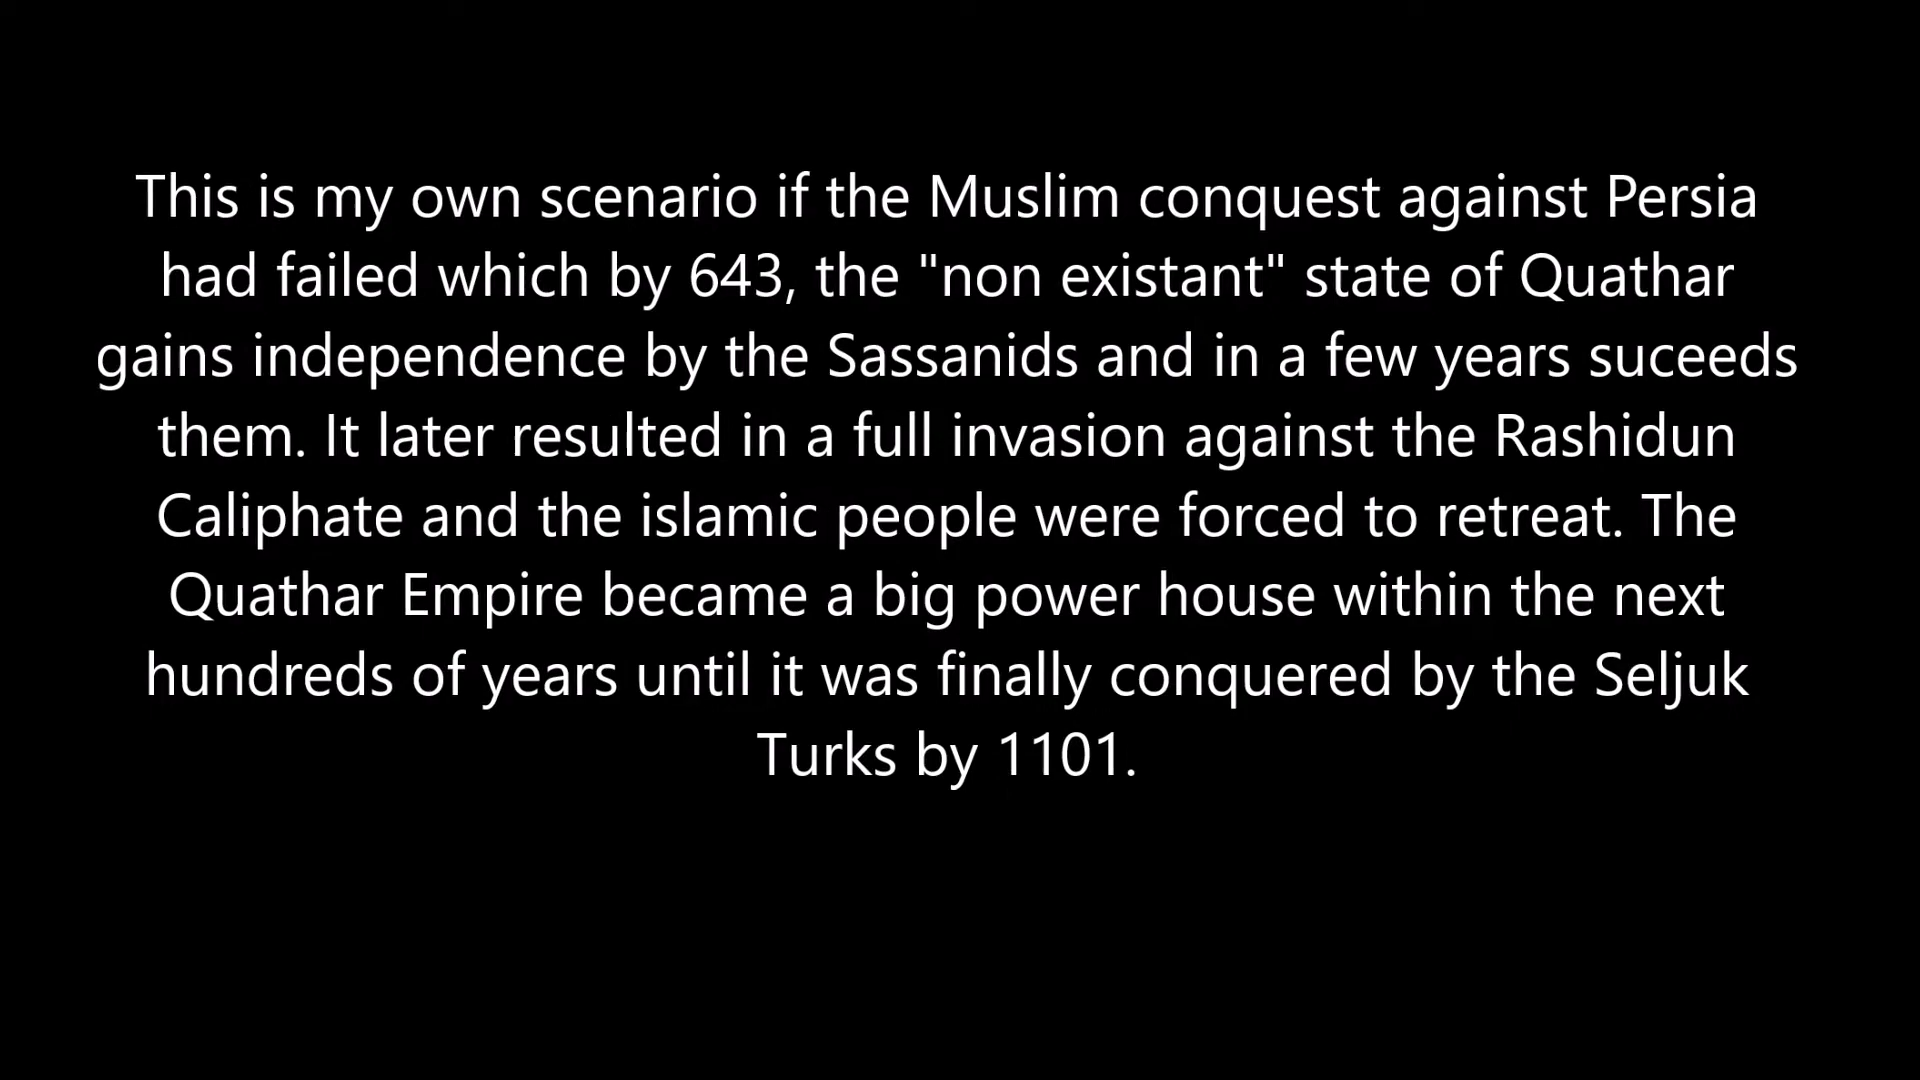 This is my own scenario if the Muslim conquest against Persia
had failed which by 643, the "non existant" state of Quathar
gains independence by the Sassanids and in a few years suceeds
them. It later resulted in a full invasion against the Rashidun
Caliphate and the islamic people were forced to retreat. The
Quathar Empire became a big power house within the next
hundreds of years until it was finally conquered by the Seljuk
Turks by 1101.